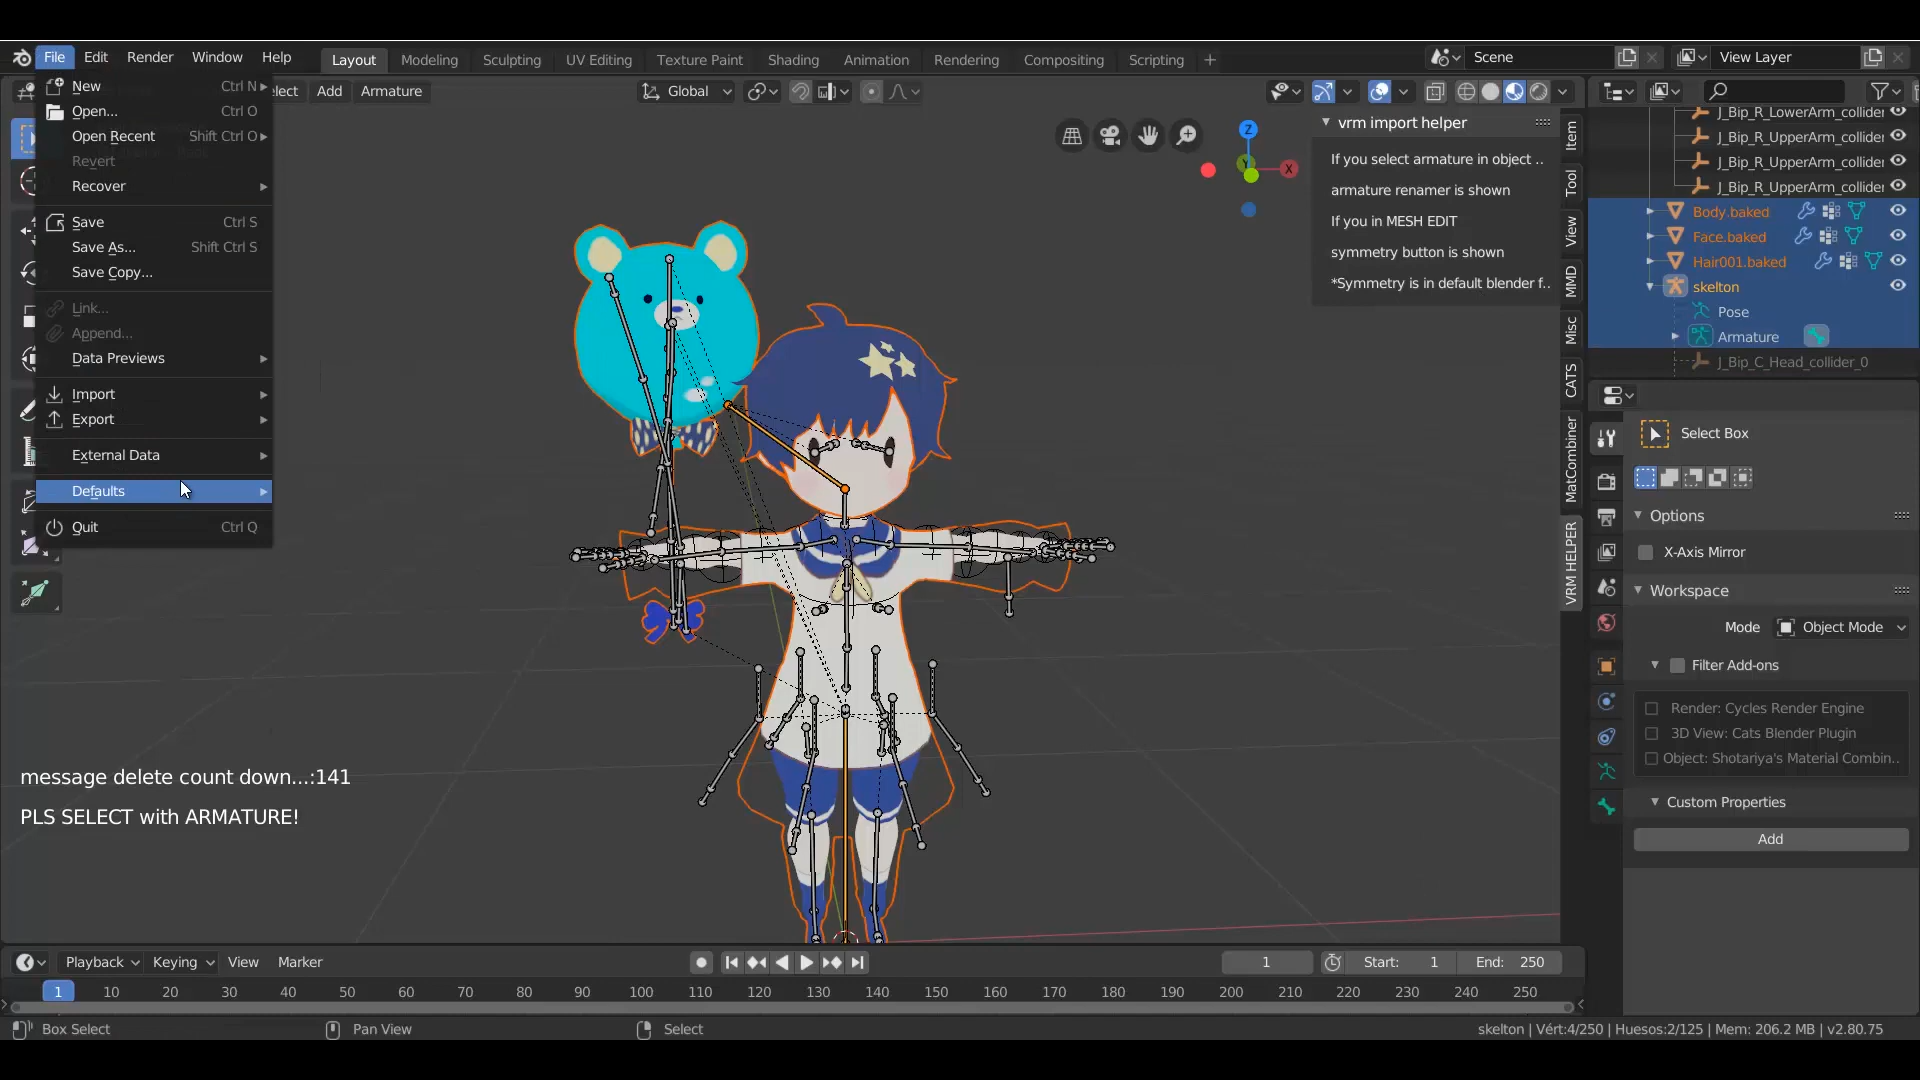 File Edit Render Window Help Layout Modeling Sculpting UV Editing Texture Paint Shading Animation Rendering Compositing Scripting + Scene View Layer
New Ctrl N
Open... Ctrl O
Open Recent Shift Ctrl O
Revert
Recover
Save Ctrl S
Save As... Shift Ctrl S
Save Copy...
Link...
Append...
Data Previews
Import
Export
External Data
Defaults
Quit Ctrl Q
lect Add Armature Global
Z
X
Y
vrm import helper
If you select armature in object ..
armature renamer is shown
If you in MESH EDIT
symmetry button is shown
*Symmetry is in default blender f..
Item
Tool
View
MMD
Misc
CATS
MatCombiner
VRM HELPER
J_Bip_R_LowerArm_collider
J_Bip_R_UpperArm_collider
J_Bip_R_UpperArm_collider
J_Bip_R_UpperArm_collider
Body.baked
Face.baked
Hair001.baked
skelton
Pose
Armature
J_Bip_C_Head_collider_0
Select Box
Options
X-Axis Mirror
Workspace
Mode Object Mode
Filter Add-ons
Render: Cycles Render Engine
3D View: Cats Blender Plugin
Object: Shotariya's Material Combin..
Custom Properties
Add
message delete count down...:141
PLS SELECT with ARMATURE!
Playback Keying View Marker 1 Start: 1 End: 250
1 10 20 30 40 50 60 70 80 90 100 110 120 130 140 150 160 170 180 190 200 210 220 230 240 250
Box Select Pan View Select skelton | Vért:4/250 | Huesos:2/125 | Mem: 206.2 MB | v2.80.75